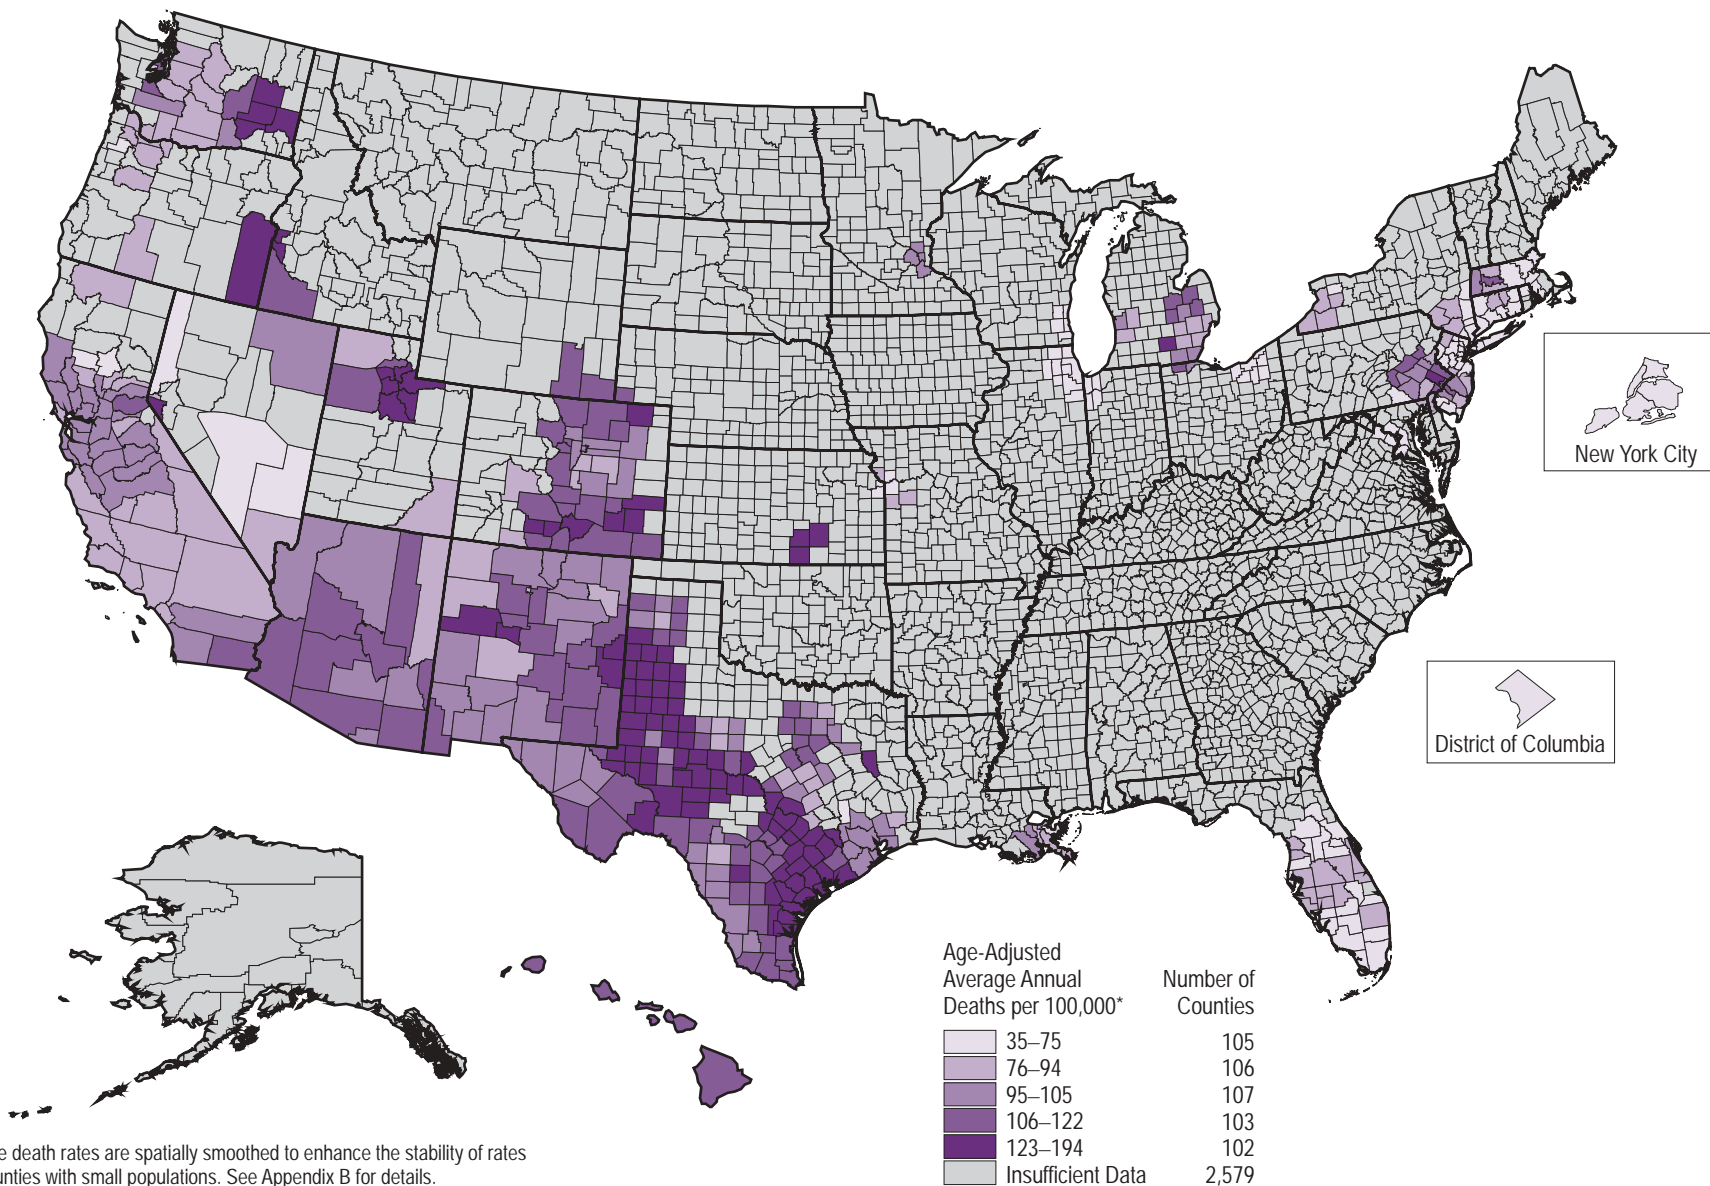 New York City
District of Columbia
Age-Adjusted
Average Annual
Deaths per 100,000*
Number of
Counties
35–75 105
76–94 106
95–105 107
106–122 103
123–194 102
Insufficient Data 2,579
e death rates are spatially smoothed to enhance the stability of rates
unties with small populations. See Appendix B for details.